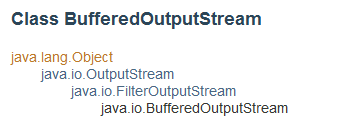 Class BufferedOutputStream
java.lang.Object
java.io.OutputStream
java.io.FilterOutputStream
java.io.BufferedOutputStream